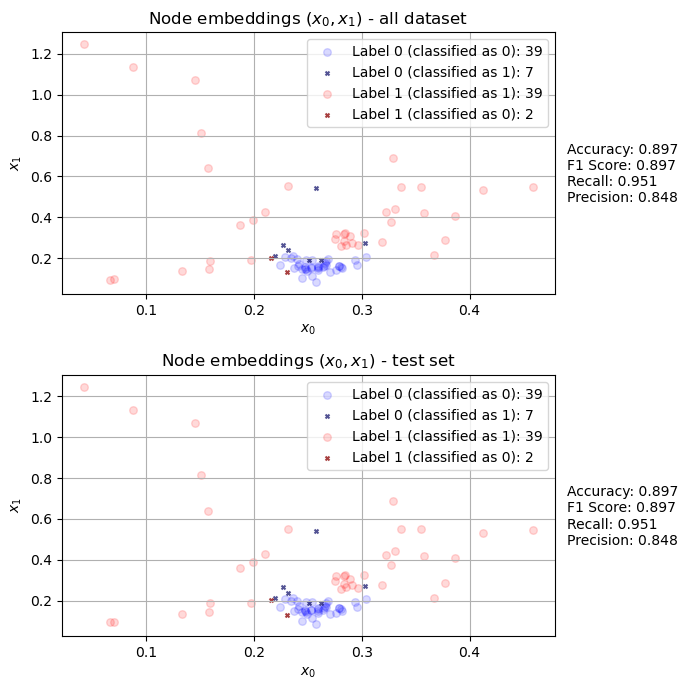 Node embeddings (x₀, x₁) - all dataset
1.2
1.0
0.8
0.6
0.4
0.2
x₁
Label 0 (classified as 0): 39
Label 0 (classified as 1): 7
Label 1 (classified as 1): 39
Label 1 (classified as 0): 2
Accuracy: 0.897
F1 Score: 0.897
Recall: 0.951
Precision: 0.848
0.1 0.2 0.3 0.4
x₀
Node embeddings (x₀, x₁) - test set
1.2
1.0
0.8
0.6
0.4
0.2
x₁
Label 0 (classified as 0): 39
Label 0 (classified as 1): 7
Label 1 (classified as 1): 39
Label 1 (classified as 0): 2
Accuracy: 0.897
F1 Score: 0.897
Recall: 0.951
Precision: 0.848
0.1 0.2 0.3 0.4
x₀